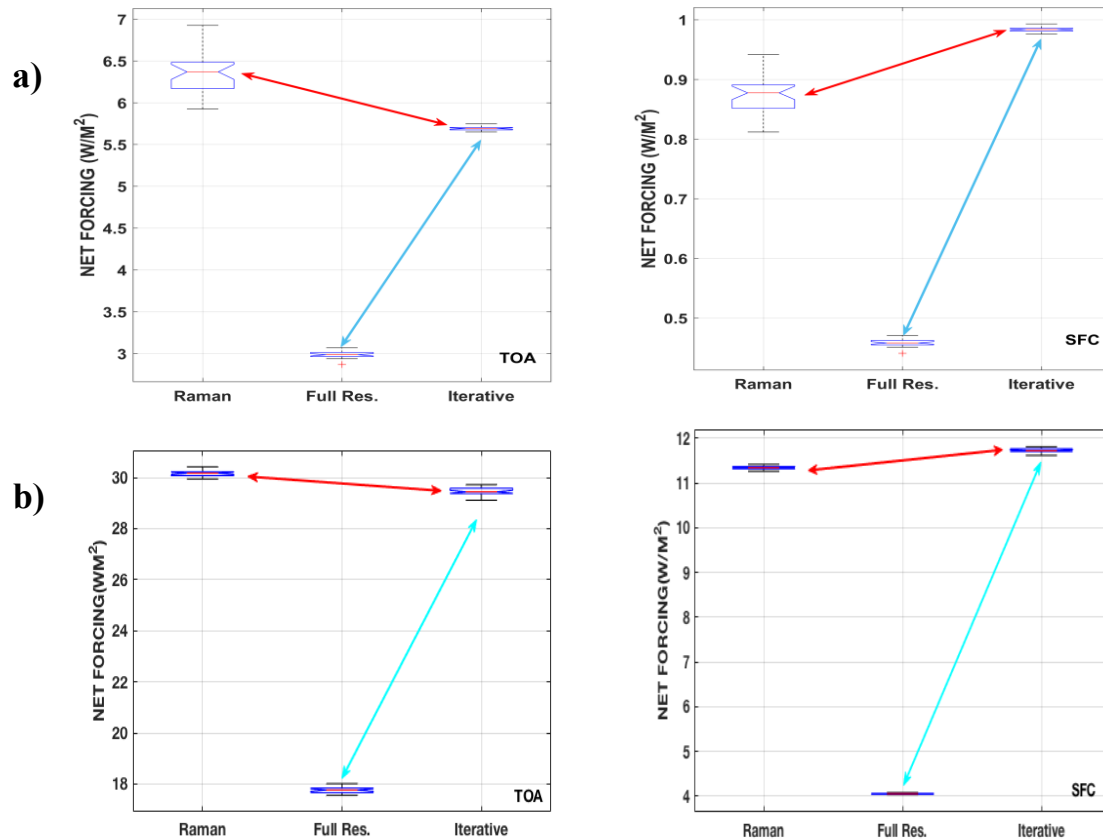 a)
NET FORCING (W/M²)
7
6.5
6
5.5
5
4.5
4
3.5
3
TOA
Raman Full Res. Iterative
NET FORCING (W/M²)
1
0.9
0.8
0.7
0.6
0.5
SFC
Raman Full Res. Iterative
b)
NET FORCING(WM²)
30
28
26
24
22
20
18
TOA
Raman Full Res. Iterative
NET FORCING(W/M²)
12
11
10
9
8
7
6
5
4
SFC
Raman Full Res. Iterative